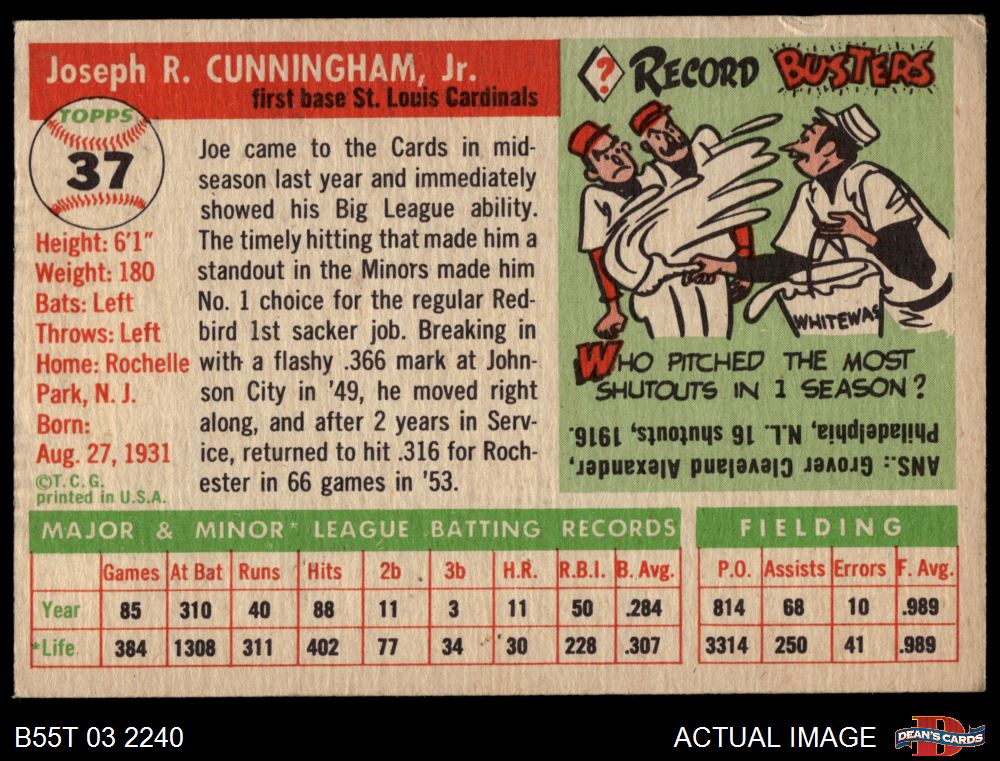 Joseph R. CUNNINGHAM, Jr.
first base St. Louis Cardinals
TOPPS
37
Height: 6'1"
Weight: 180
Bats: Left
Throws: Left
Home: Rochelle
Park, N. J.
Born:
Aug. 27, 1931
©T. C. G.
printed in U.S.A.
Joe came to the Cards in mid-
season last year and immediately
showed his Big League ability.
The timely hitting that made him a
standout in the Minors made him
No. 1 choice for the regular Red-
bird 1st sacker job. Breaking in
with a flashy .366 mark at John-
son City in '49, he moved right
along, and after 2 years in Serv-
ice, returned to hit .316 for Roch-
ester in 66 games in '53.
? RECORD BUSTERS
WHITEWAS
WHO PITCHED THE MOST
SHUTOUTS IN 1 SEASON?
ANS.: Grover Cleveland Alexander,
Philadelphia, N.L. 16 shutouts, 1916.
MAJOR & MINOR* LEAGUE BATTING RECORDS
Games At Bat Runs Hits 2b 3b H.R. R.B.I. B. Avg.
Year 85 310 40 88 11 3 11 50 .284
*Life 384 1308 311 402 77 34 30 228 .307
FIELDING
P.O. Assists Errors F. Avg.
814 68 10 .989
3314 250 41 .989
B55T 03 2240
ACTUAL IMAGE
D
DEAN'S CARDS